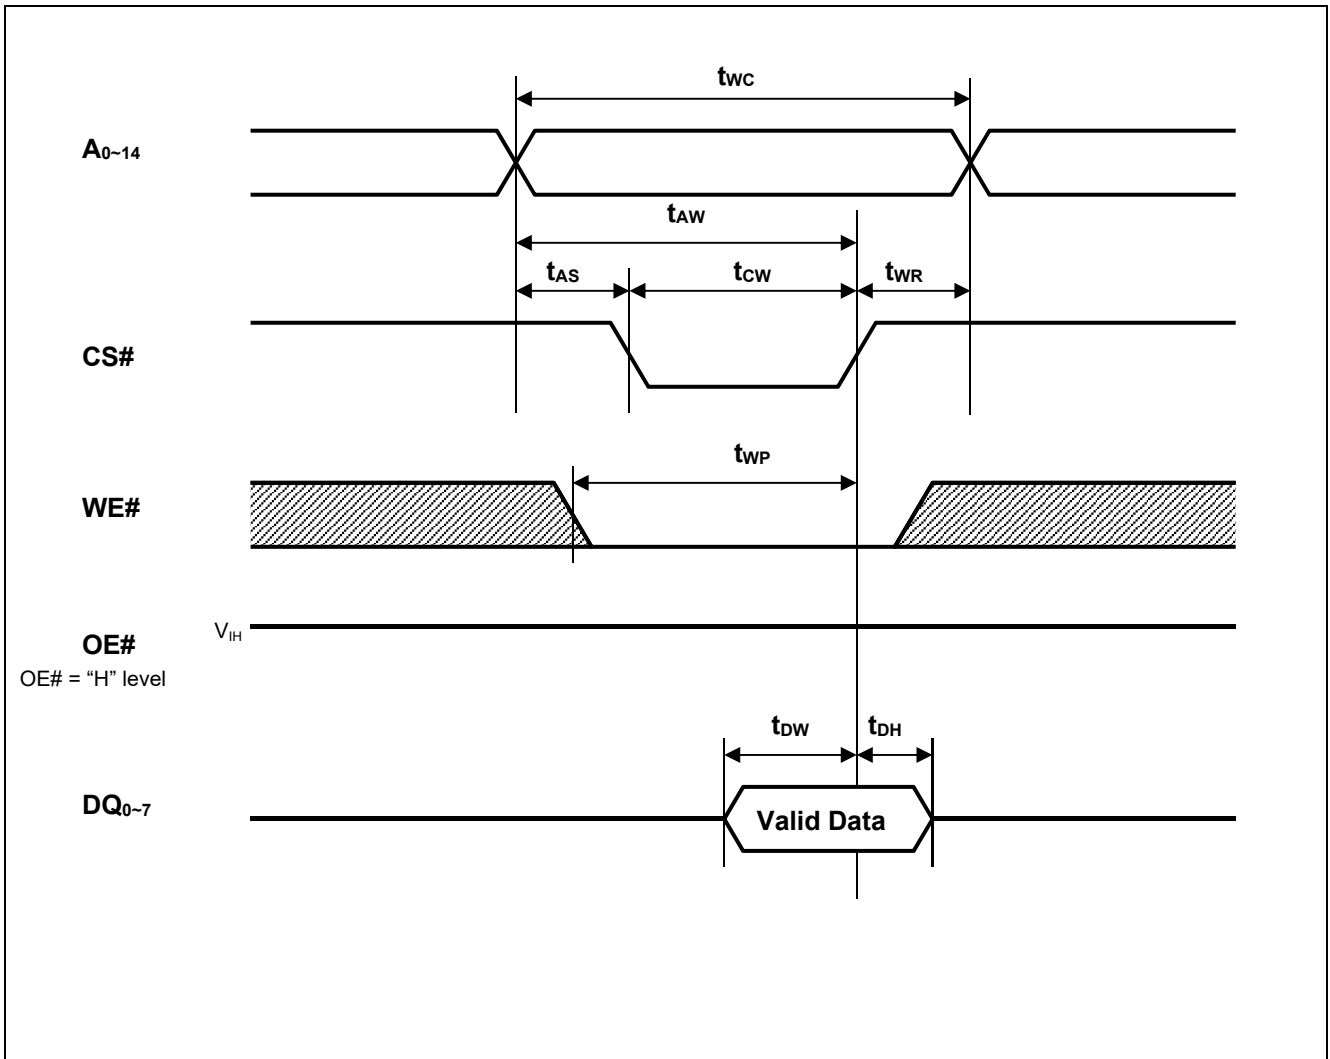 tWC
A0~14
tAW
tAS
tCW
tWR
CS#
tWP
WE#
VIH
OE#
OE# = “H” level
tDW
tDH
DQ0~7
Valid Data